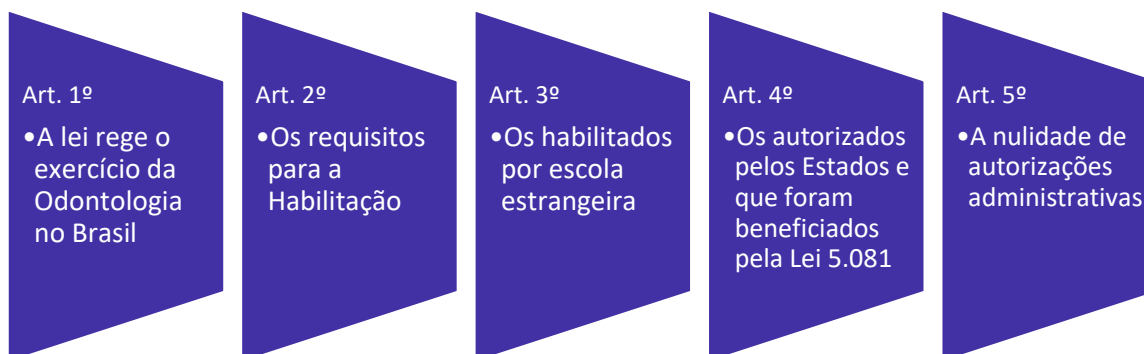 Art. 1º
•A lei rege o
exercício da
Odontologia
no Brasil
Art. 2º
•Os requisitos
para a
Habilitação
Art. 3º
•Os habilitados
por escola
estrangeira
Art. 4º
•Os autorizados
pelos Estados e
que foram
beneficiados
pela Lei 5.081
Art. 5º
•A nulidade de
autorizações
administrativas